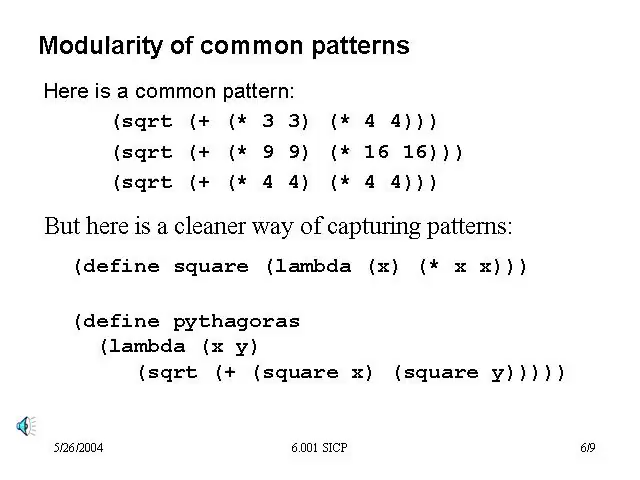 Modularity of common patterns
Here is a common pattern:
(sqrt (+ (* 3 3) (* 4 4)))
(sqrt (+ (* 9 9) (* 16 16)))
(sqrt (+ (* 4 4) (* 4 4)))
But here is a cleaner way of capturing patterns:
(define square (lambda (x) (* x x)))
(define pythagoras
(lambda (x y)
(sqrt (+ (square x) (square y)))))
5/26/2004 6.001 SICP 6/9